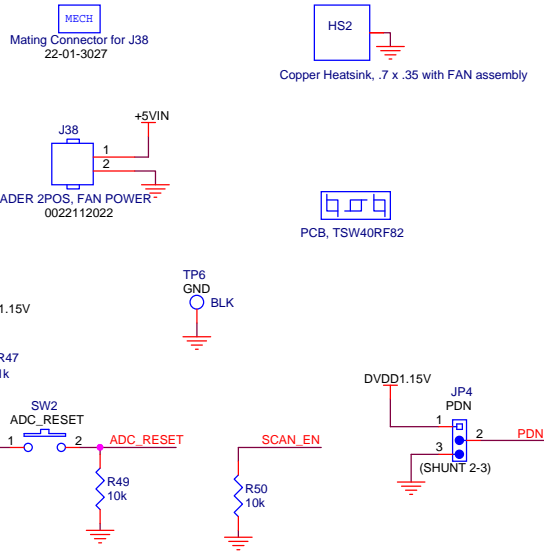 MECH
Mating Connector for J38
22-01-3027
HS2
Copper Heatsink, .7 x .35 with FAN assembly
+5VIN
J38
1
2
ADER 2POS, FAN POWER
0022112022
PCB, TSW40RF82
TP6
GND
BLK
1.15V
R47
1k
SW2
ADC_RESET
1
2
ADC_RESET
R49
10k
SCAN_EN
R50
10k
DVDD1.15V
JP4
PDN
1
2
3
PDN
(SHUNT 2-3)